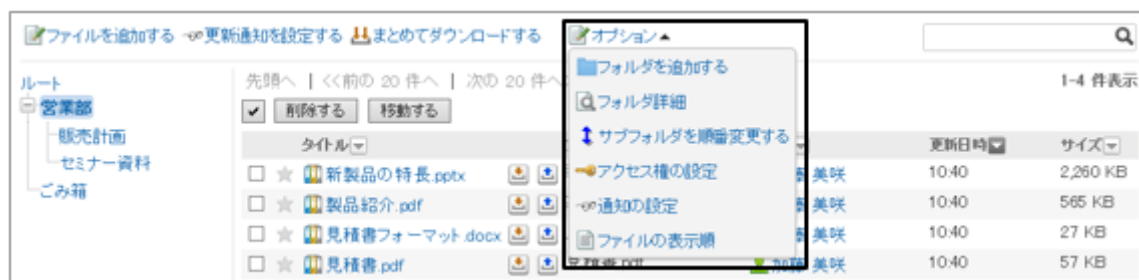 ファイルを追加する 更新通知を設定する まとめてダウンロードする オプション▲
フォルダを追加する
フォルダ詳細
サブフォルダを順番変更する
アクセス権の設定
通知の設定
ファイルの表示順
ルート
営業部
販売計画
セミナー資料
ごみ箱
先頭へ | <<前の 20 件へ | 次の 20 件へ
1-4 件表示
削除する 移動する
タイトル 更新日時 サイズ
新製品の特長.pptx 美咲 10:40 2,260 KB
製品紹介.pdf 美咲 10:40 565 KB
見積書フォーマット.docx 美咲 10:40 27 KB
見積書.pdf 見積書.pdf 加藤 美咲 10:40 57 KB